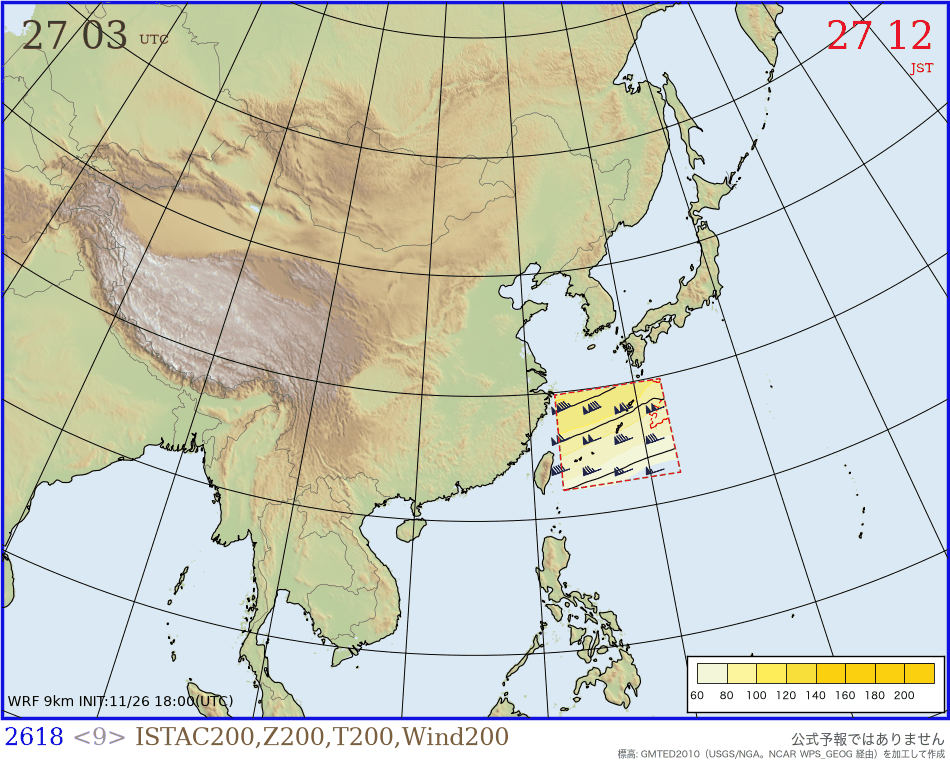 27 03 UTC
27 12
JST
60 80 100 120 140 160 180 200
WRF 9km INIT:11/26 18:00(UTC)
2618 <9> ISTAC200,Z200,T200,Wind200
公式予報ではありません
標高: GMTED2010（USGS/NGA。NCAR WPS_GEOG 経由）を加工して作成